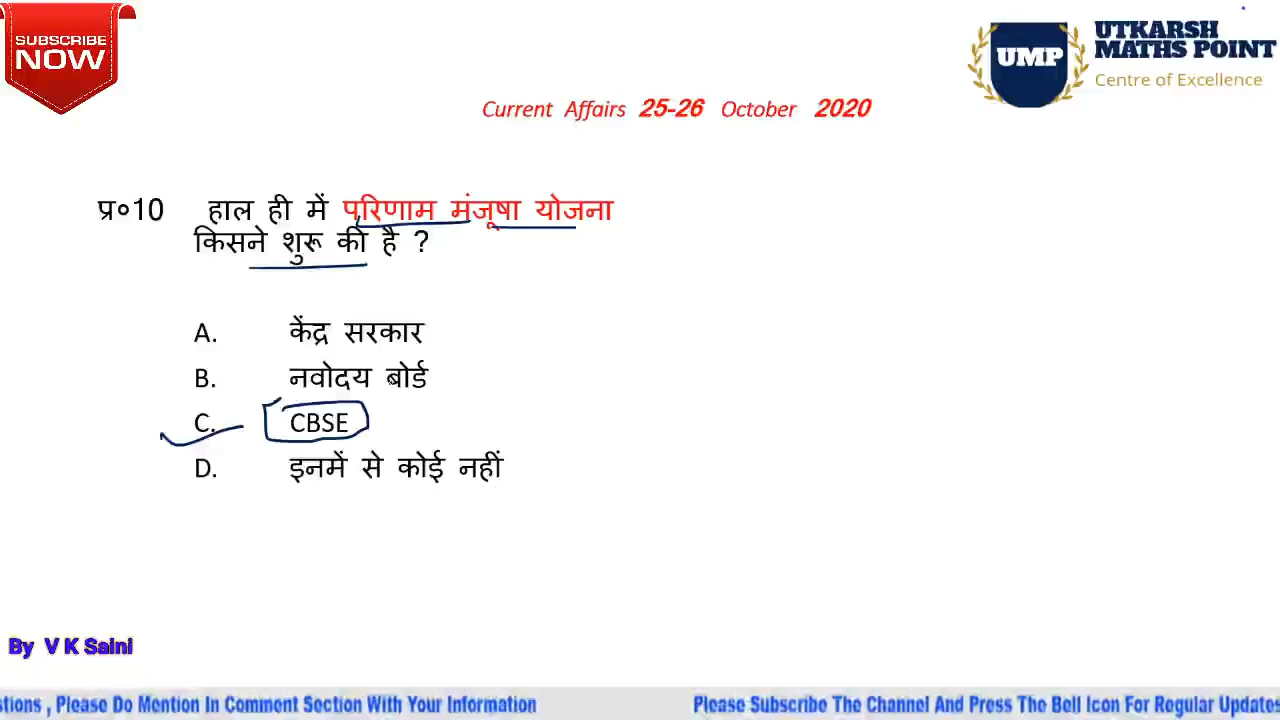 SUBSCRIBE
NOW
UMP
UTKARSH
MATHS POINT
Centre of Excellence
Current Affairs 25-26 October 2020
प्र०10 हाल ही में परिणाम मंजूषा योजना
किसने शुरू की है ?
A. केंद्र सरकार
B. नवोदय बोर्ड
C. CBSE
D. इनमें से कोई नहीं
By V K Saini
stions , Please Do Mention In Comment Section With Your Information Please Subscribe The Channel And Press The Bell Icon For Regular Updates